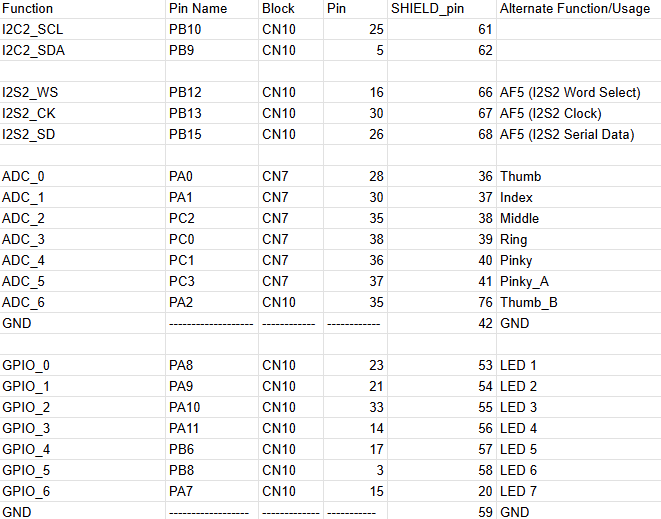 Function Pin Name Block Pin SHIELD_pin Alternate Function/Usage
I2C2_SCL PB10 CN10 25 61
I2C2_SDA PB9 CN10 5 62
I2S2_WS PB12 CN10 16 66 AF5 (I2S2 Word Select)
I2S2_CK PB13 CN10 30 67 AF5 (I2S2 Clock)
I2S2_SD PB15 CN10 26 68 AF5 (I2S2 Serial Data)
ADC_0 PA0 CN7 28 36 Thumb
ADC_1 PA1 CN7 30 37 Index
ADC_2 PC2 CN7 35 38 Middle
ADC_3 PC0 CN7 38 39 Ring
ADC_4 PC1 CN7 36 40 Pinky
ADC_5 PC3 CN7 37 41 Pinky_A
ADC_6 PA2 CN10 35 76 Thumb_B
GND ------------------- ------------ ------------ 42 GND
GPIO_0 PA8 CN10 23 53 LED 1
GPIO_1 PA9 CN10 21 54 LED 2
GPIO_2 PA10 CN10 33 55 LED 3
GPIO_3 PA11 CN10 14 56 LED 4
GPIO_4 PB6 CN10 17 57 LED 5
GPIO_5 PB8 CN10 3 58 LED 6
GPIO_6 PA7 CN10 15 20 LED 7
GND ------------------ ------------- ----------- 59 GND